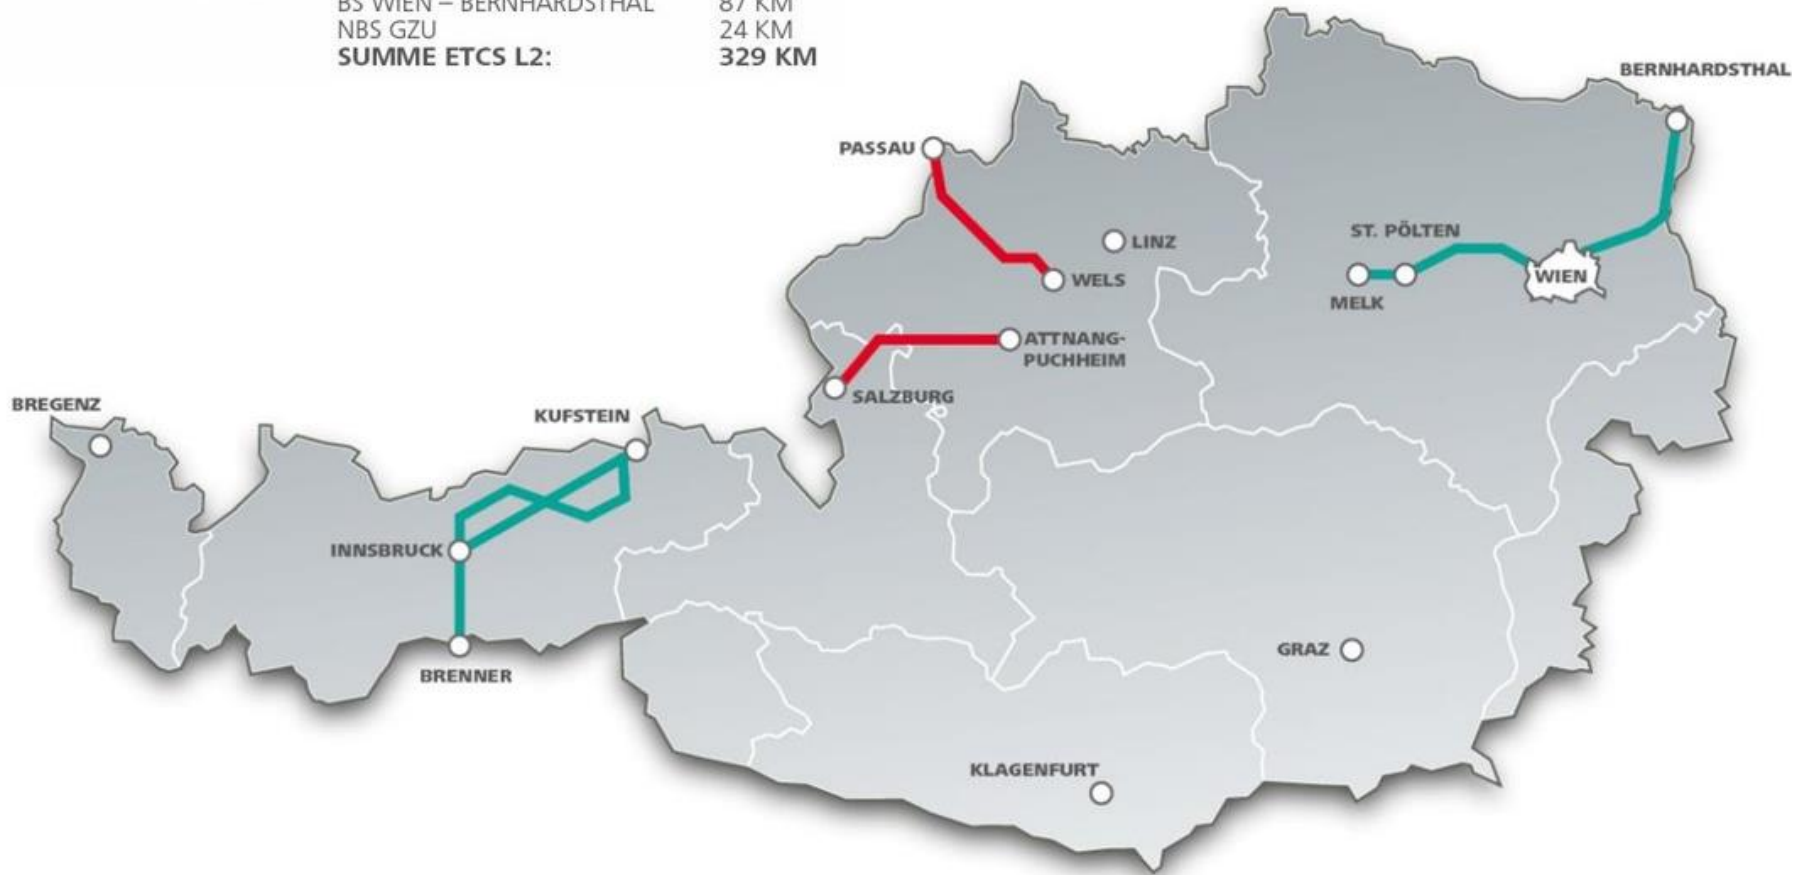 BS WIEN – BERNHARDSTHAL 87 KM
NBS GZU 24 KM
SUMME ETCS L2: 329 KM
BERNHARDSTHAL
PASSAU
ST. PÖLTEN
LINZ
WELS
WIEN
MELK
ATTNANG-
PUCHHEIM
SALZBURG
BREGENZ
KUFSTEIN
INNSBRUCK
BRENNER
GRAZ
KLAGENFURT